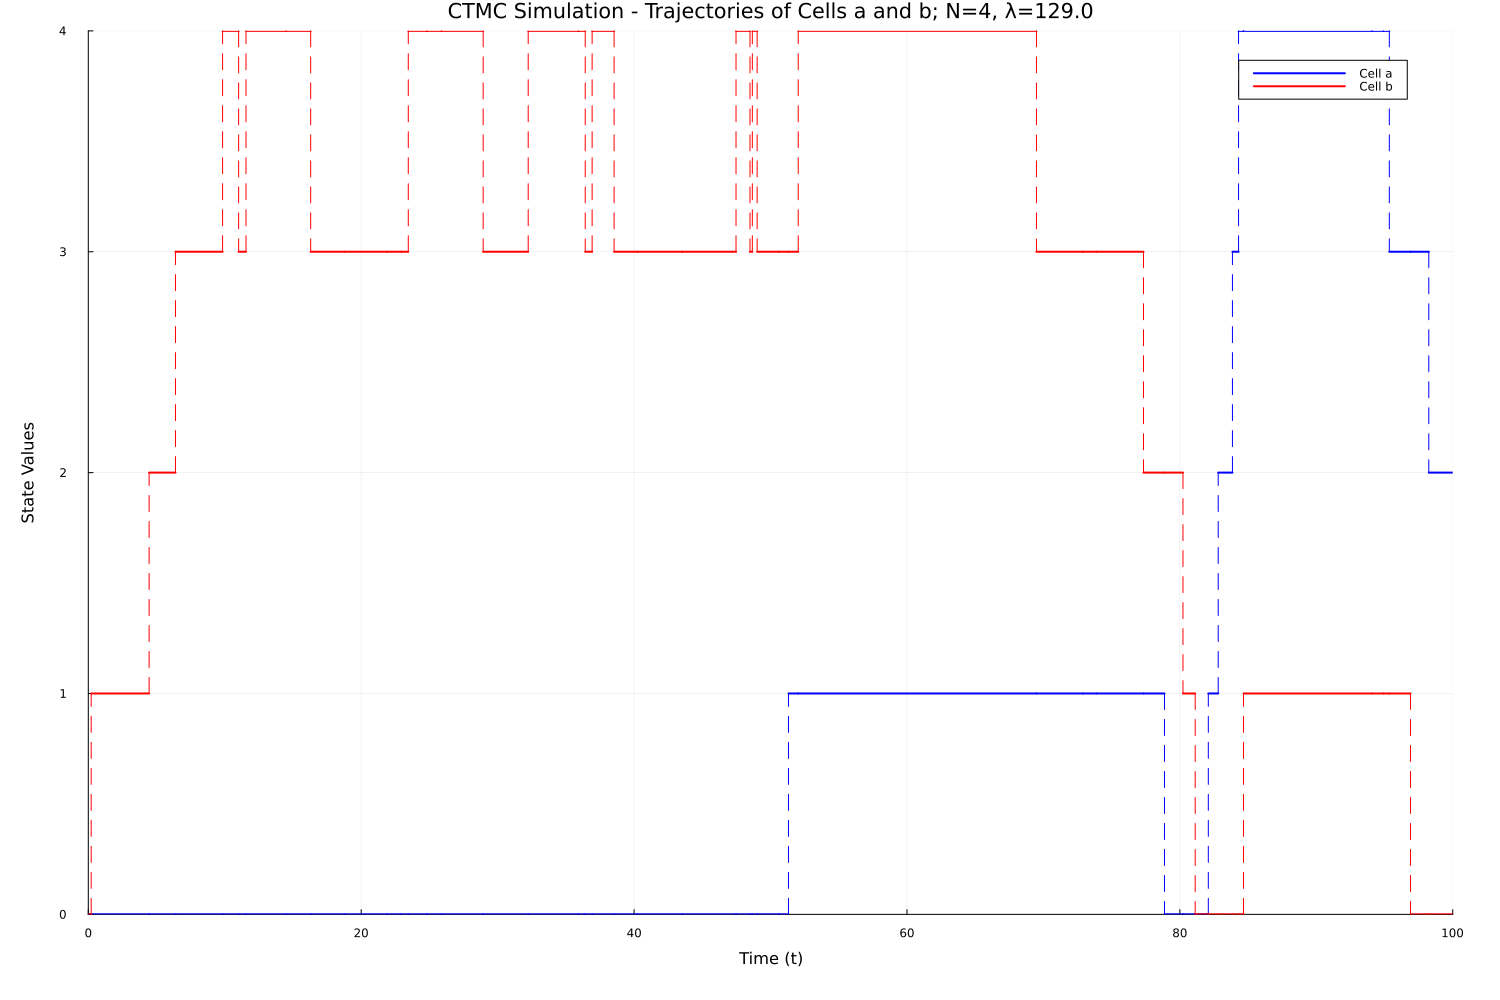 CTMC Simulation - Trajectories of Cells a and b; N=4, λ=129.0
4
Cell a
Cell b
3
State Values
2
1
0
0 20 40 60 80 100
Time (t)